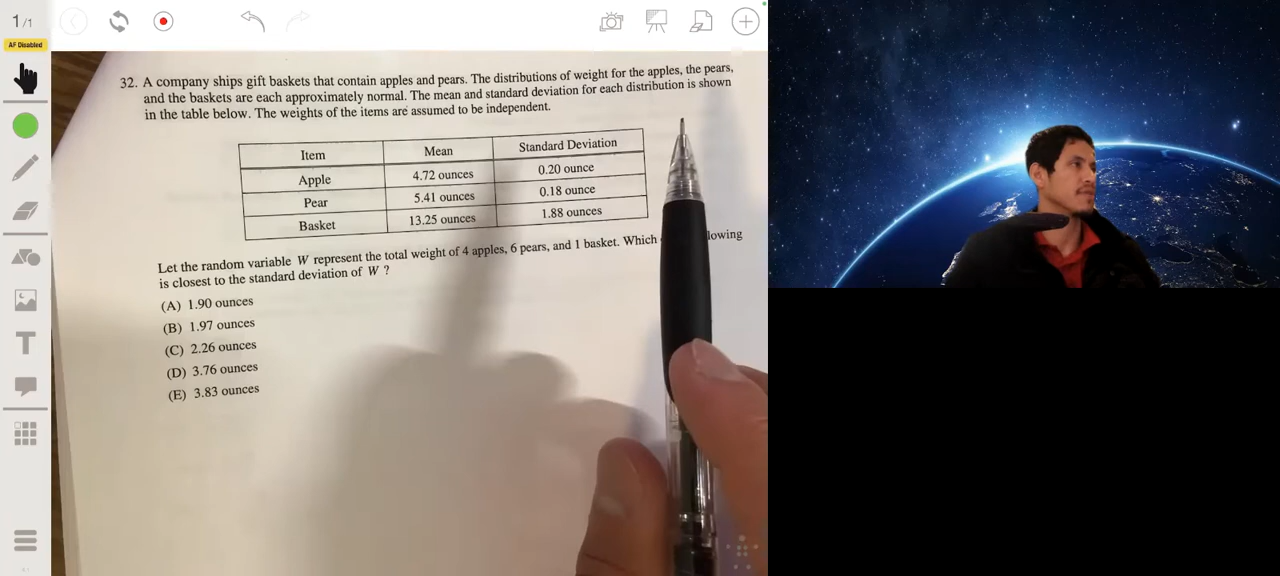 1/1
AF Disabled
32. A company ships gift baskets that contain apples and pears. The distributions of weight for the apples, the pears,
and the baskets are each approximately normal. The mean and standard deviation for each distribution is shown
in the table below. The weights of the items are assumed to be independent.
Item Mean Standard Deviation
Apple 4.72 ounces 0.20 ounce
Pear 5.41 ounces 0.18 ounce
Basket 13.25 ounces 1.88 ounces
Let the random variable W represent the total weight of 4 apples, 6 pears, and 1 basket. Which lowing
is closest to the standard deviation of W ?
(A) 1.90 ounces
(B) 1.97 ounces
(C) 2.26 ounces
(D) 3.76 ounces
(E) 3.83 ounces
T